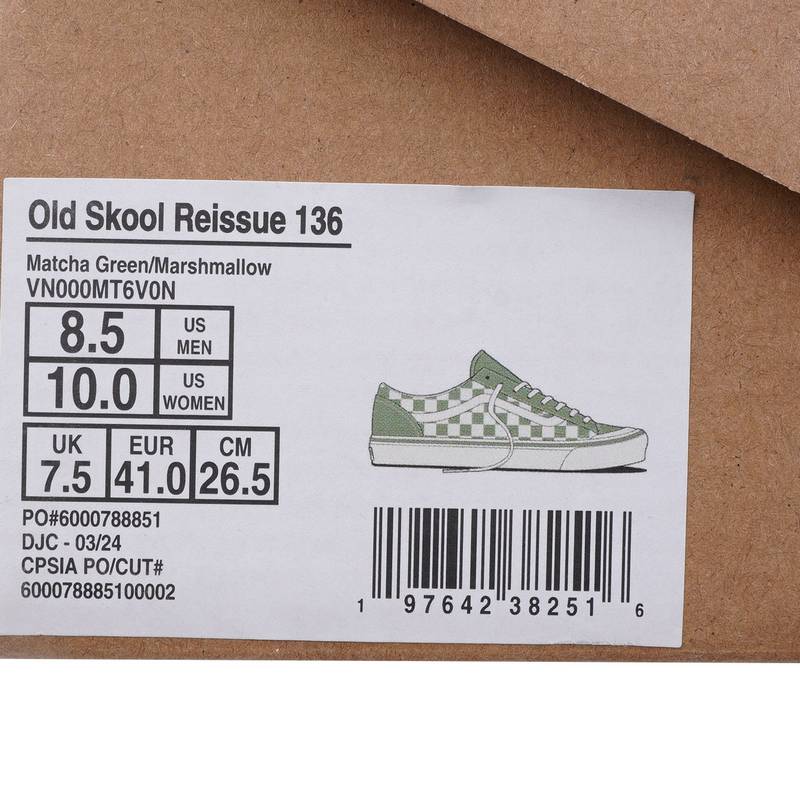 Old Skool Reissue 136
Matcha Green/Marshmallow
VN000MT6V0N
8.5 US MEN
10.0 US WOMEN
UK EUR CM
7.5 41.0 26.5
PO#6000788851
DJC - 03/24
CPSIA PO/CUT#
600078885100002
1 97642 38251 6